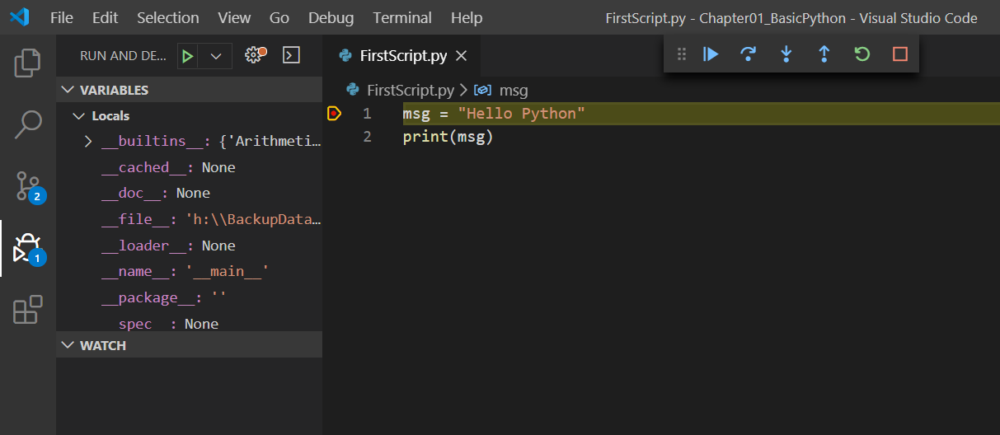 File Edit Selection View Go Debug Terminal Help FirstScript.py - Chapter01_BasicPython - Visual Studio Code
RUN AND DE...
FirstScript.py
VARIABLES
FirstScript.py > msg
Locals
1 msg = "Hello Python"
2 print(msg)
__builtins__: {'Arithmeti...
__cached__: None
__doc__: None
__file__: 'h:\\BackupData...
__loader__: None
__name__: '__main__'
__package__: ''
__spec__: None
WATCH
2
1